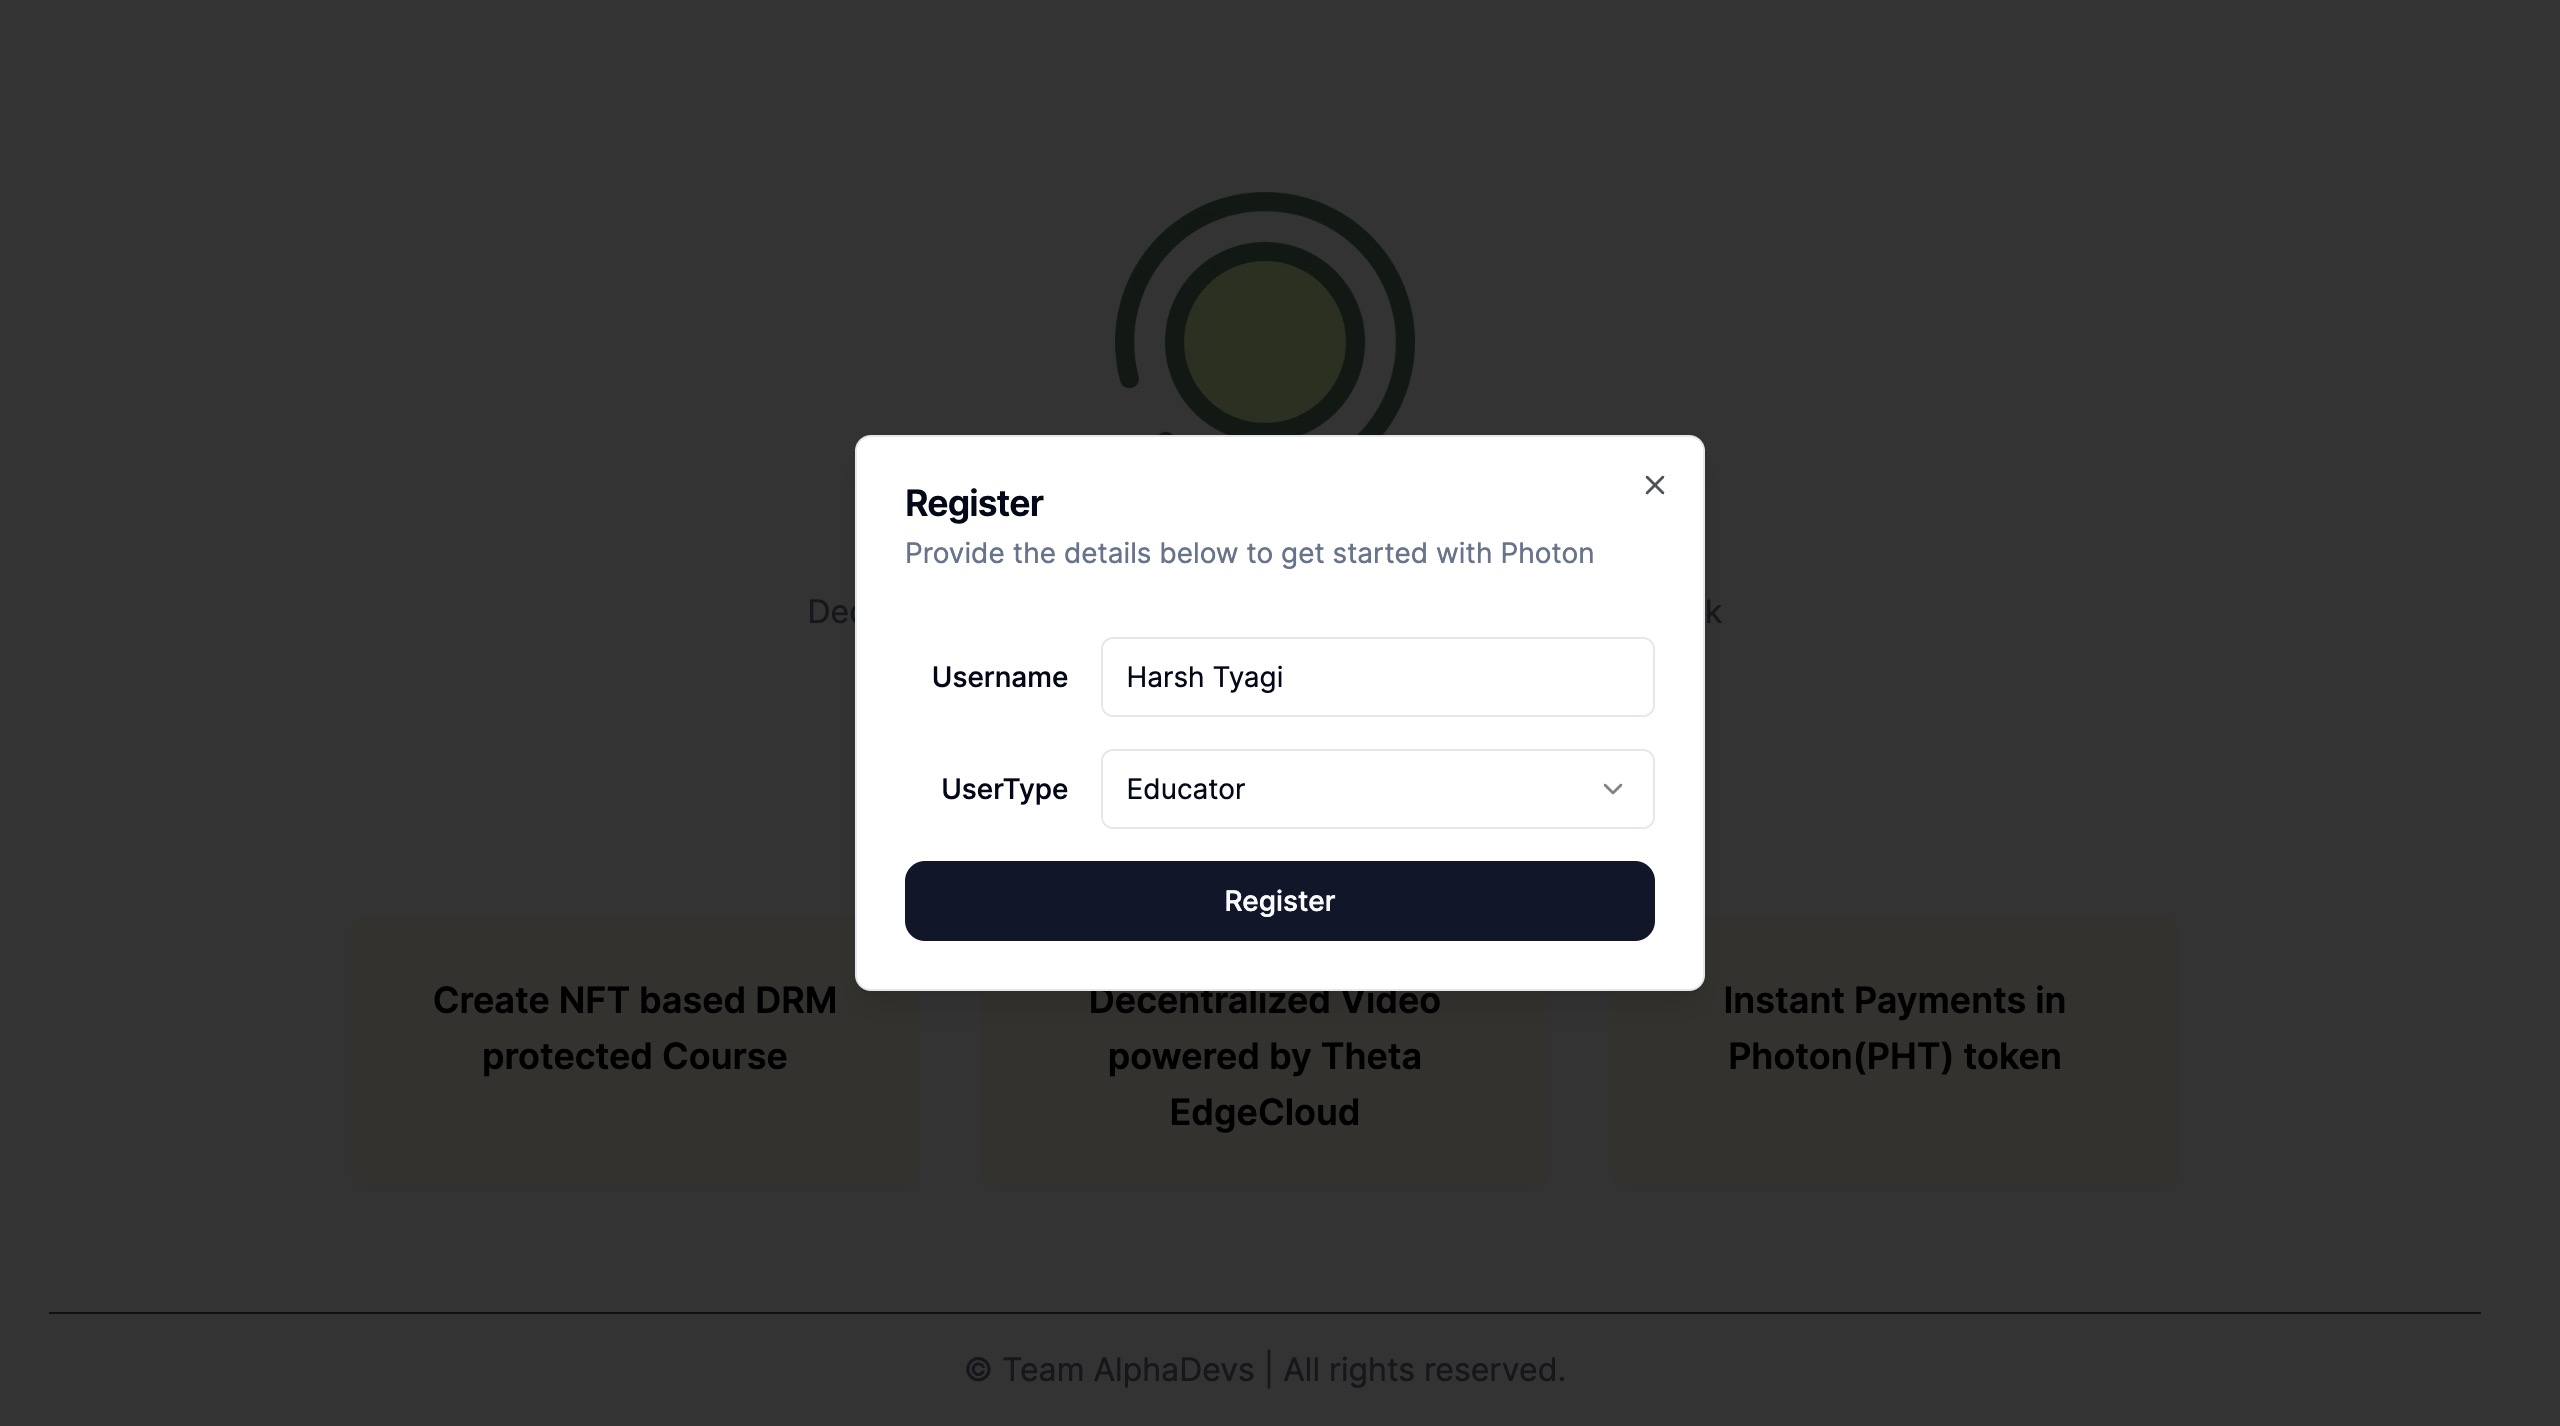 Register
Provide the details below to get started with Photon
Username
Harsh Tyagi
UserType
Educator
Register
Create NFT based DRM
protected Course
Decentralized Video
powered by Theta
EdgeCloud
Instant Payments in
Photon(PHT) token
© Team AlphaDevs | All rights reserved.